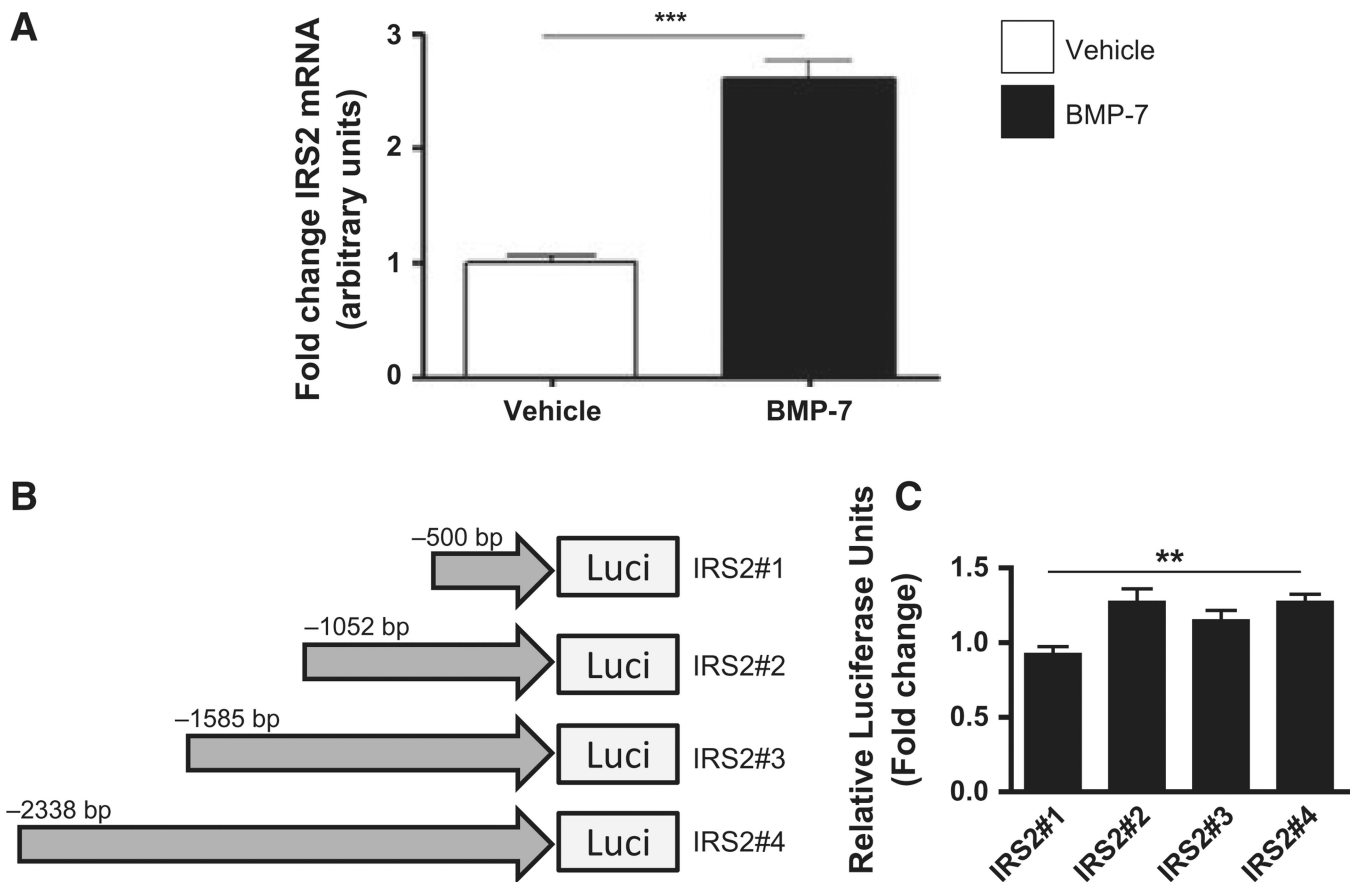 A
Fold change IRS2 mRNA
(arbitrary units)
3
2
1
0
***
Vehicle
BMP-7
Vehicle
BMP-7
B
–500 bp
Luci
IRS2#1
–1052 bp
Luci
IRS2#2
–1585 bp
Luci
IRS2#3
–2338 bp
Luci
IRS2#4
C
Relative Luciferase Units
(Fold change)
1.5
1.0
0.5
0.0
**
IRS2#1
IRS2#2
IRS2#3
IRS2#4